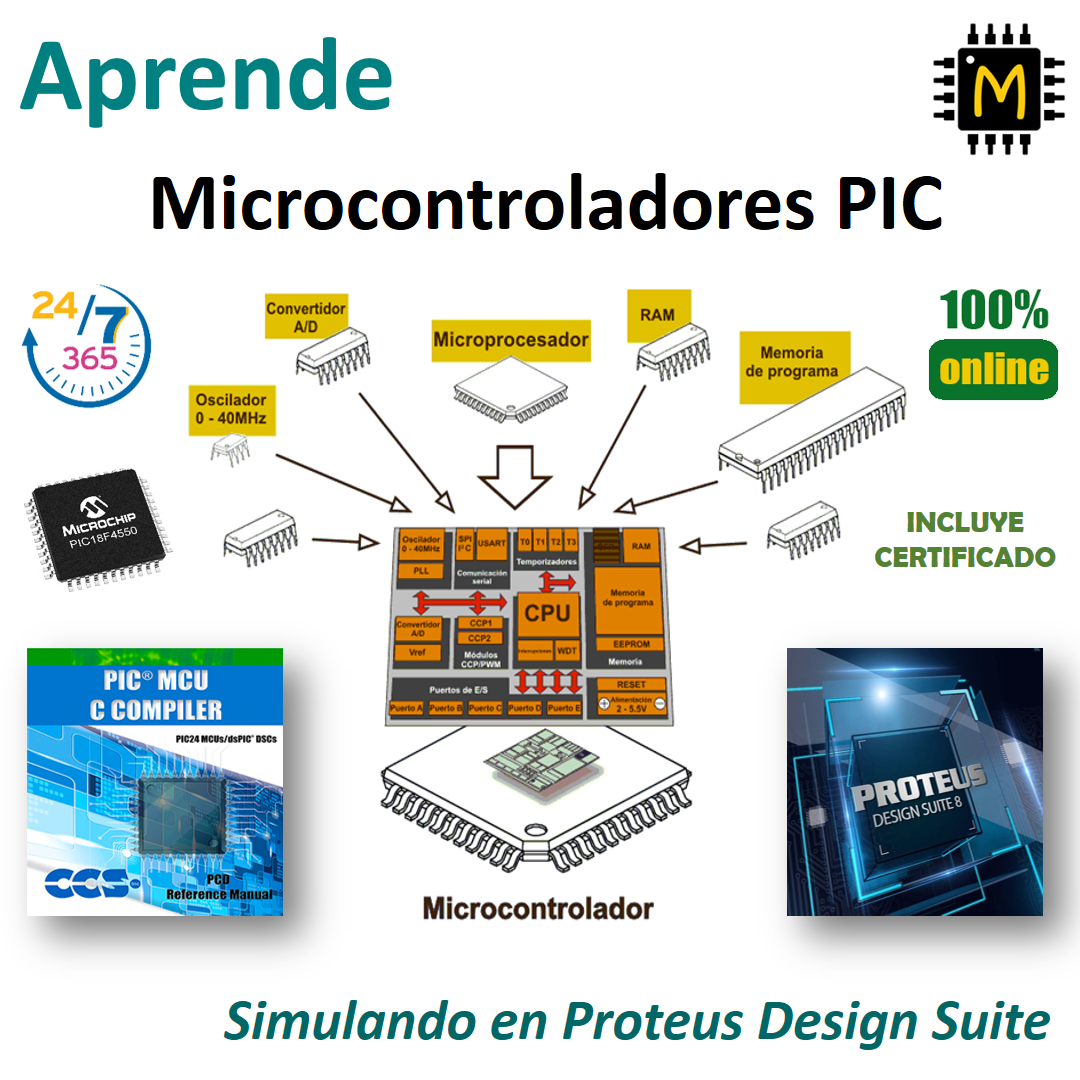 Aprende
M
Microcontroladores PIC
24/7
365
Convertidor
A/D
Microprocesador
RAM
Memoria
de programa
100%
online
Oscilador
0 - 40MHz
MICROCHIP
PIC18F4550
INCLUYE
CERTIFICADO
Oscilador
0 - 40MHz
PLL
SPI
I²C
USART
Comunicación
serial
T0 T1 T2 T3
Temporizadores
RAM
Memoria
de programa
EEPROM
Memoria
CPU
WDT
Convertidor
A/D
Vref
CCP1
CCP2
Módulos
CCP/PWM
Puertos de E/S
Puerto A Puerto B Puerto C Puerto D Puerto E
RESET
Alimentación
2 - 5.5V
PIC® MCU
C COMPILER
PIC24 MCUs/dsPIC® DSCs
CCS
PCD
Reference Manual
PROTEUS
DESIGN SUITE 8
Microcontrolador
Simulando en Proteus Design Suite